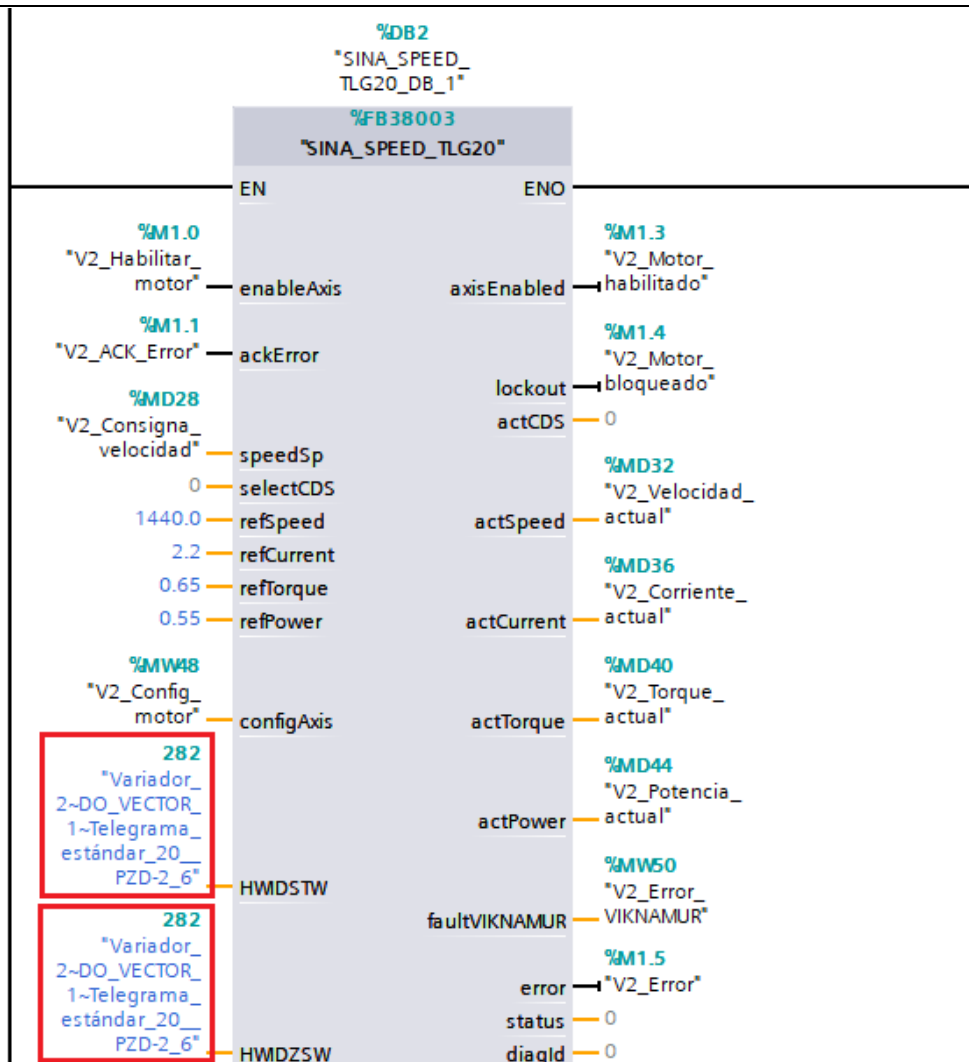 %DB2
"SINA_SPEED_
TLG20_DB_1"
%FB38003
"SINA_SPEED_TLG20"
EN
ENO
%M1.0
"V2_Habilitar_
motor"
enableAxis
axisEnabled
%M1.3
"V2_Motor_
habilitado"
%M1.1
"V2_ACK_Error"
ackError
lockout
%M1.4
"V2_Motor_
bloqueado"
actCDS
0
%MD28
"V2_Consigna_
velocidad"
speedSp
0
selectCDS
1440.0
refSpeed
actSpeed
%MD32
"V2_Velocidad_
actual"
2.2
refCurrent
0.65
refTorque
0.55
refPower
actCurrent
%MD36
"V2_Corriente_
actual"
%MW48
"V2_Config_
motor"
configAxis
actTorque
%MD40
"V2_Torque_
actual"
282
"Variador_
2~DO_VECTOR_
1~Telegrama_
estándar_20__
PZD-2_6"
HWIDSTW
actPower
%MD44
"V2_Potencia_
actual"
faultVIKNAMUR
%MW50
"V2_Error_
VIKNAMUR"
282
"Variador_
2~DO_VECTOR_
1~Telegrama_
estándar_20__
PZD-2_6"
HWIDZSW
error
%M1.5
"V2_Error"
status
0
diagId
0